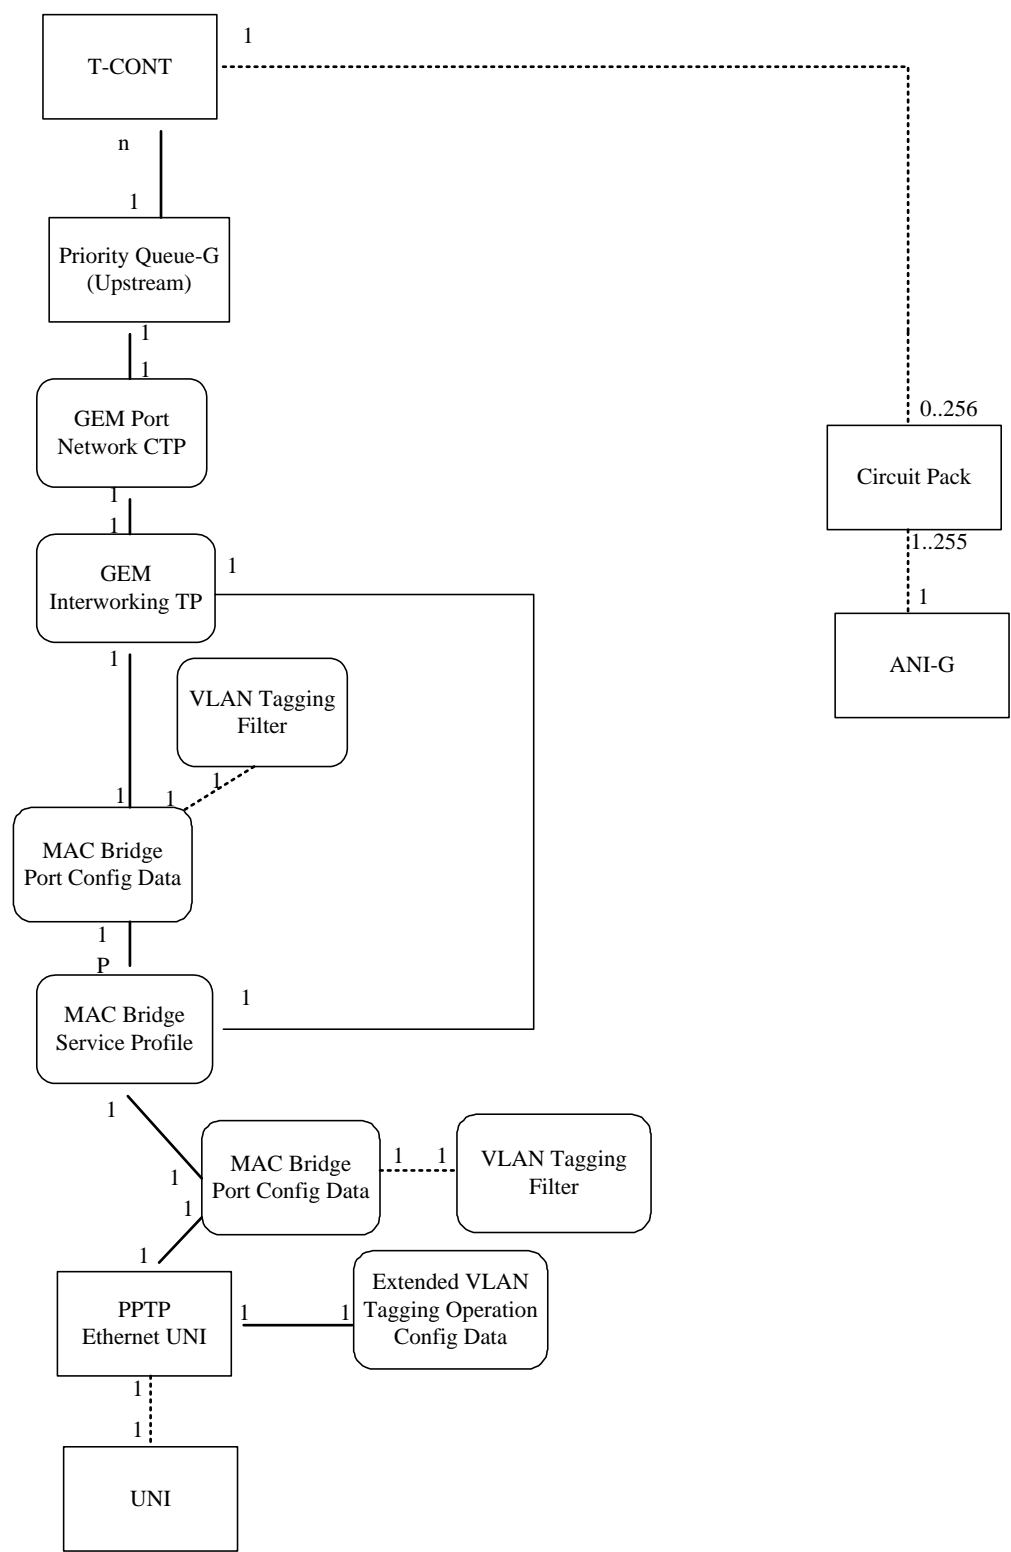 1
T-CONT
n
1
Priority Queue-G
(Upstream)
1
1
GEM Port
Network CTP
1
1
GEM
Interworking TP
1
1
VLAN Tagging
Filter
1
1
1
MAC Bridge
Port Config Data
1
P
MAC Bridge
Service Profile
1
1
1
MAC Bridge
Port Config Data
1
1
VLAN Tagging
Filter
1
1
PPTP
Ethernet UNI
1
1
Extended VLAN
Tagging Operation
Config Data
1
1
UNI
0..256
Circuit Pack
1..255
1
ANI-G